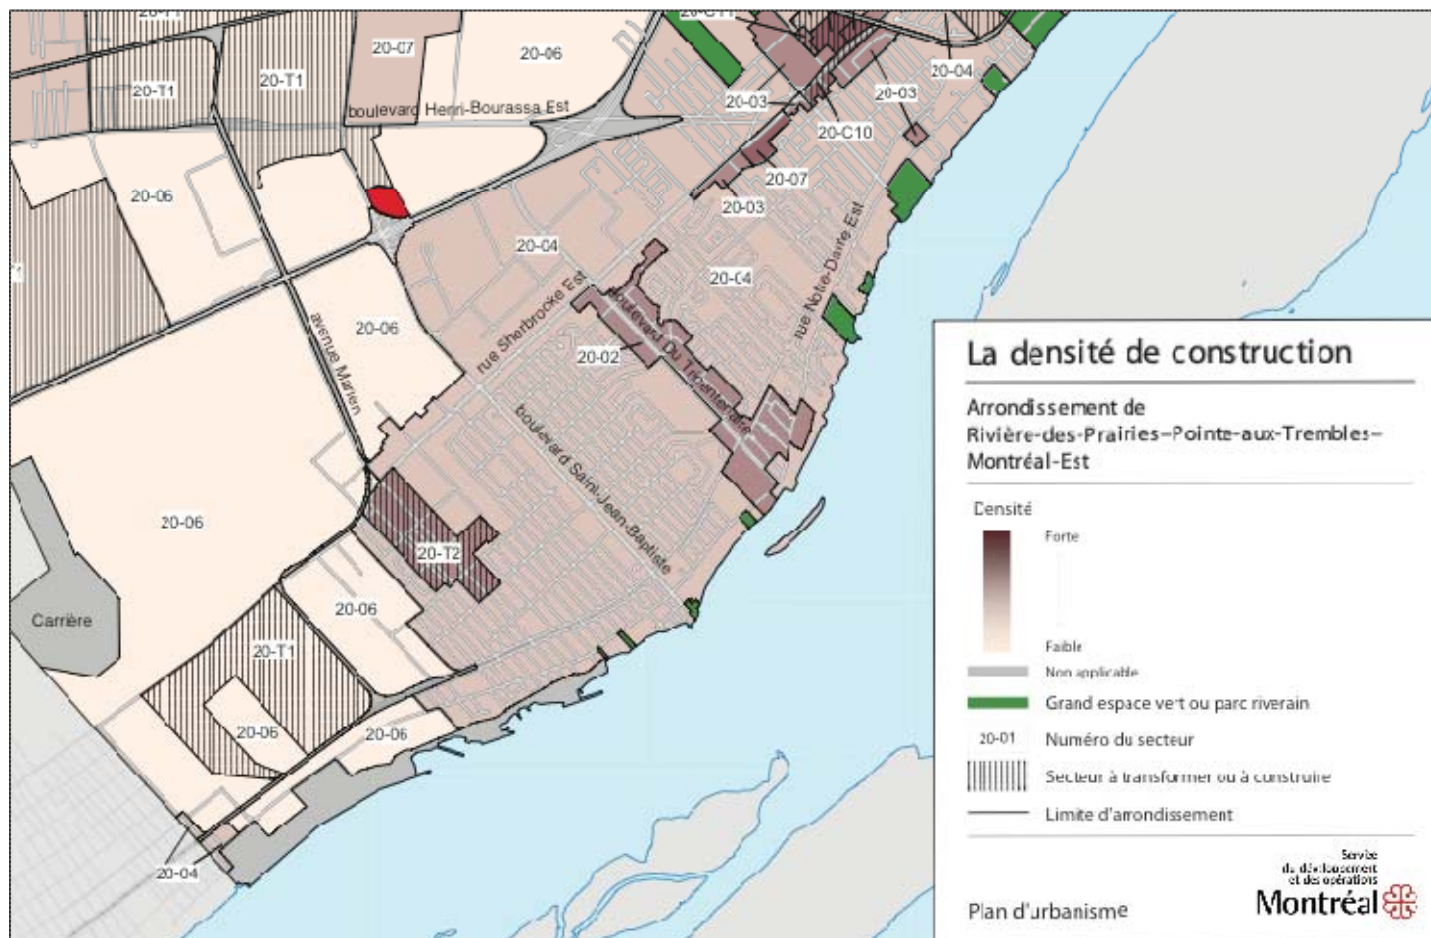 20-T1
20-C11
20-07
20-06
20-T1
20-T1
20-04
20-03
20-03
boulevard Henri-Bourassa Est
20-C10
20-07
20-06
20-03
20-04
20-04
rue Notre-Dame Est
rue Sherbrooke Est
boulevard Du Tricentenaire
avenue Marien
20-06
20-02
boulevard Saint-Jean-Baptiste
20-06
20-T2
20-06
Carrière
20-T1
20-06
20-06
20-04
La densité de construction
Arrondissement de
Rivière-des-Prairies–Pointe-aux-Trembles–
Montréal-Est
Densité
Forte
Faible
Non applicable
Grand espace vert ou parc riverain
20-01 Numéro du secteur
Secteur à transformer ou à construire
Limite d'arrondissement
Service
du développement
et des opérations
Montréal
Plan d'urbanisme